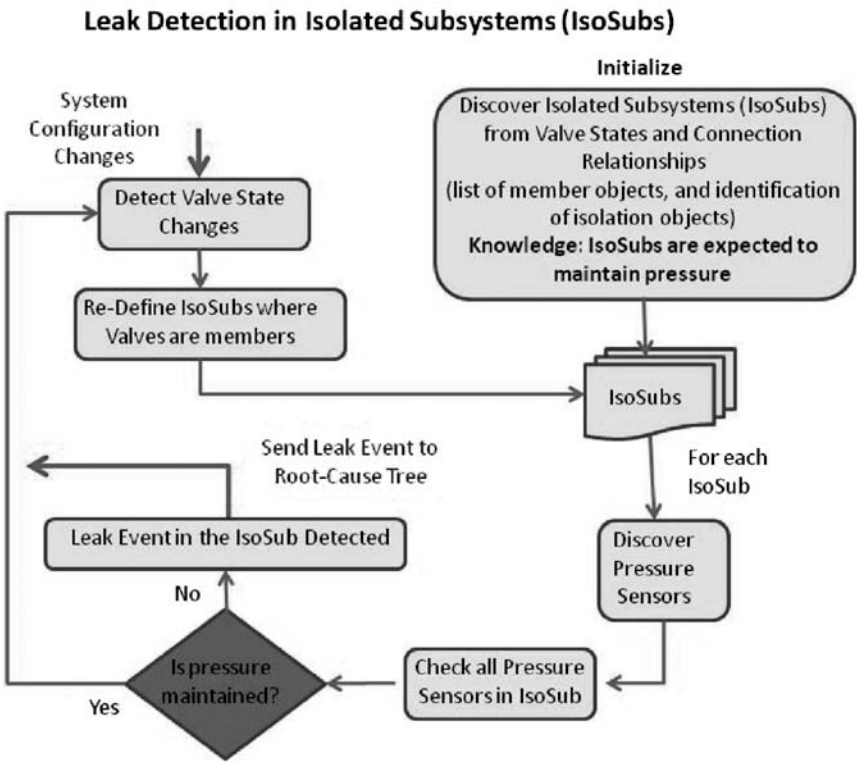 Leak Detection in Isolated Subsystems (IsoSubs)
Initialize
Discover Isolated Subsystems (IsoSubs)
from Valve States and Connection
Relationships
(list of member objects, and identification
of isolation objects)
Knowledge: IsoSubs are expected to
maintain pressure
System
Configuration
Changes
Detect Valve State
Changes
Re-Define IsoSubs where
Valves are members
IsoSubs
For each
IsoSub
Discover
Pressure
Sensors
Check all Pressure
Sensors in IsoSub
Is pressure
maintained?
Yes
No
Leak Event in the IsoSub Detected
Send Leak Event to
Root-Cause Tree